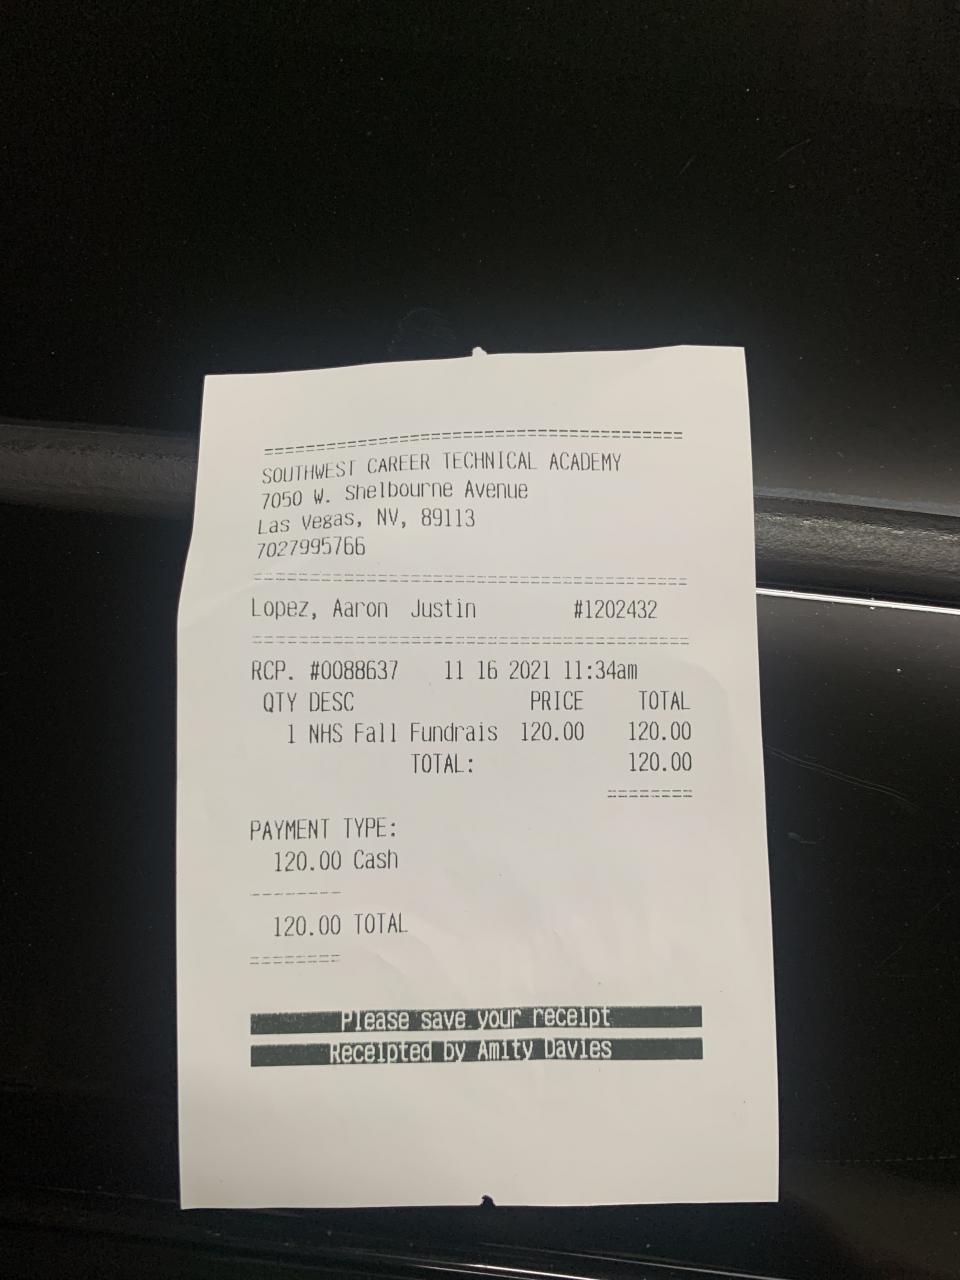 SOUTHWEST CAREER TECHNICAL ACADEMY
7050 W. Shelbourne Avenue
Las Vegas, NV, 89113
7027995766
Lopez, Aaron Justin #1202432
RCP. #0088637 11 16 2021 11:34am
QTY DESC PRICE TOTAL
1 NHS Fall Fundrais 120.00 120.00
TOTAL: 120.00
PAYMENT TYPE:
120.00 Cash
120.00 TOTAL
Please save your receipt
Receipted by Amity Davies